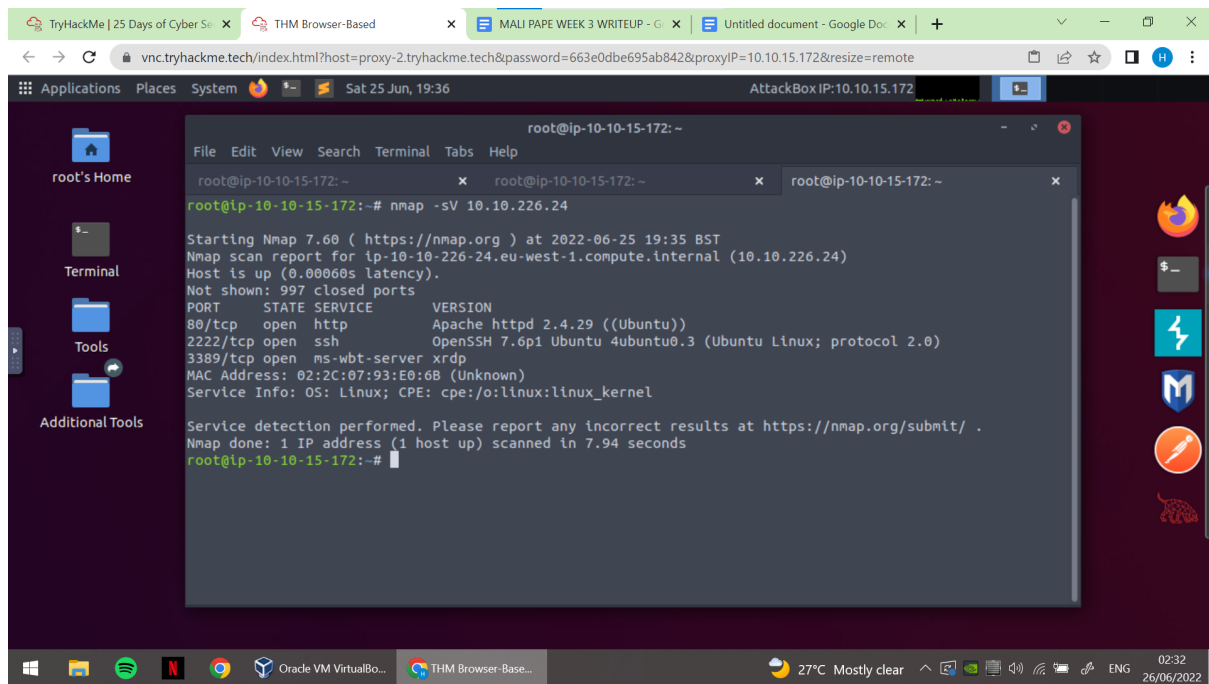 TryHackMe | 25 Days of Cyber Se
THM Browser-Based
MALI PAPE WEEK 3 WRITEUP - G
Untitled document - Google Doc
vnc.tryhackme.tech/index.html?host=proxy-2.tryhackme.tech&password=663e0dbe695ab842&proxyIP=10.10.15.172&resize=remote
H
Applications Places System Sat 25 Jun, 19:36 AttackBox IP:10.10.15.172
root@ip-10-10-15-172: ~
File Edit View Search Terminal Tabs Help
root@ip-10-10-15-172: ~ root@ip-10-10-15-172: ~ root@ip-10-10-15-172: ~
root@ip-10-10-15-172:~# nmap -sV 10.10.226.24
Starting Nmap 7.60 ( https://nmap.org ) at 2022-06-25 19:35 BST
Nmap scan report for ip-10-10-226-24.eu-west-1.compute.internal (10.10.226.24)
Host is up (0.00060s latency).
Not shown: 997 closed ports
PORT STATE SERVICE VERSION
80/tcp open http Apache httpd 2.4.29 ((Ubuntu))
2222/tcp open ssh OpenSSH 7.6p1 Ubuntu 4ubuntu0.3 (Ubuntu Linux; protocol 2.0)
3389/tcp open ms-wbt-server xrdp
MAC Address: 02:2C:07:93:E0:6B (Unknown)
Service Info: OS: Linux; CPE: cpe:/o:linux:linux_kernel
Service detection performed. Please report any incorrect results at https://nmap.org/submit/ .
Nmap done: 1 IP address (1 host up) scanned in 7.94 seconds
root@ip-10-10-15-172:~#
root's Home
$_
Terminal
Tools
Additional Tools
$_
Oracle VM VirtualBo...
THM Browser-Base...
27°C Mostly clear
ENG
02:32
26/06/2022